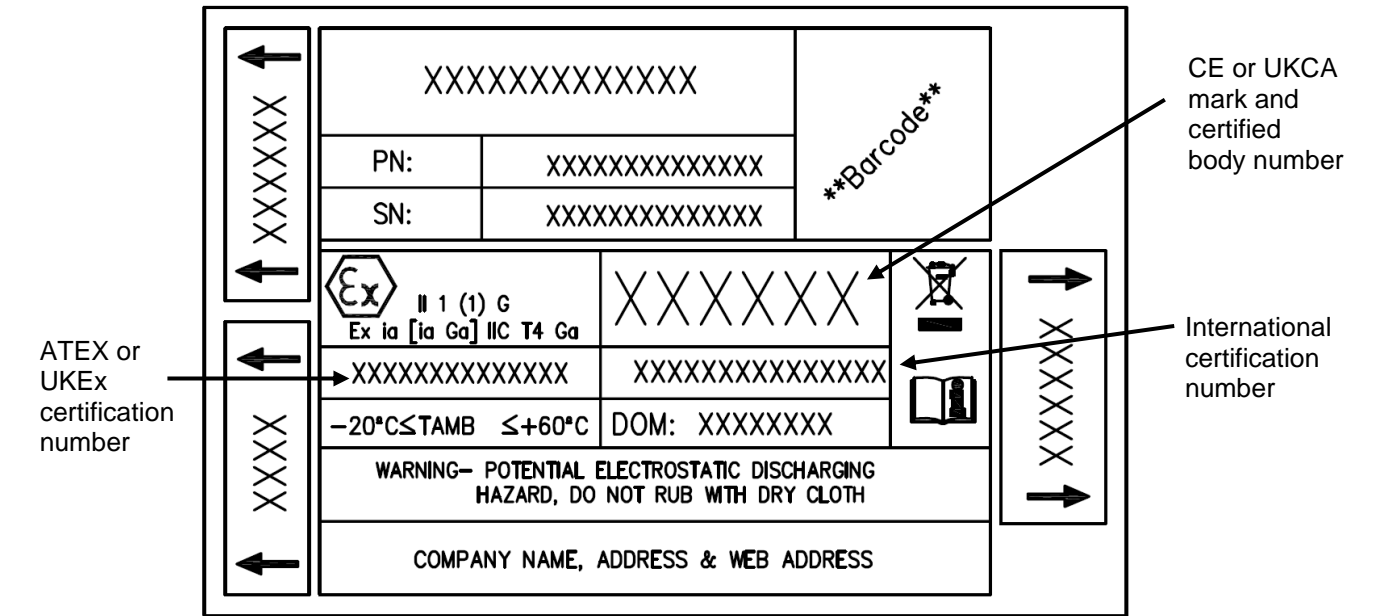 XXXXXXXXXXXXX
**Barcode**
PN: XXXXXXXXXXXXXX
SN: XXXXXXXXXXXXXX
XXXXXX
Ex
II 1 (1) G
Ex ia [ia Ga] IIC T4 Ga
XXXXXX
XXXXXXXXXXXXXX
XXXXXXXXXXXXXXXX
-20°C≤TAMB ≤+60°C
DOM: XXXXXXXX
XXXX
XXXXXX
WARNING- POTENTIAL ELECTROSTATIC DISCHARGING
HAZARD, DO NOT RUB WITH DRY CLOTH
COMPANY NAME, ADDRESS & WEB ADDRESS
CE or UKCA
mark and
certified
body number
International
certification
number
ATEX or
UKEx
certification
number